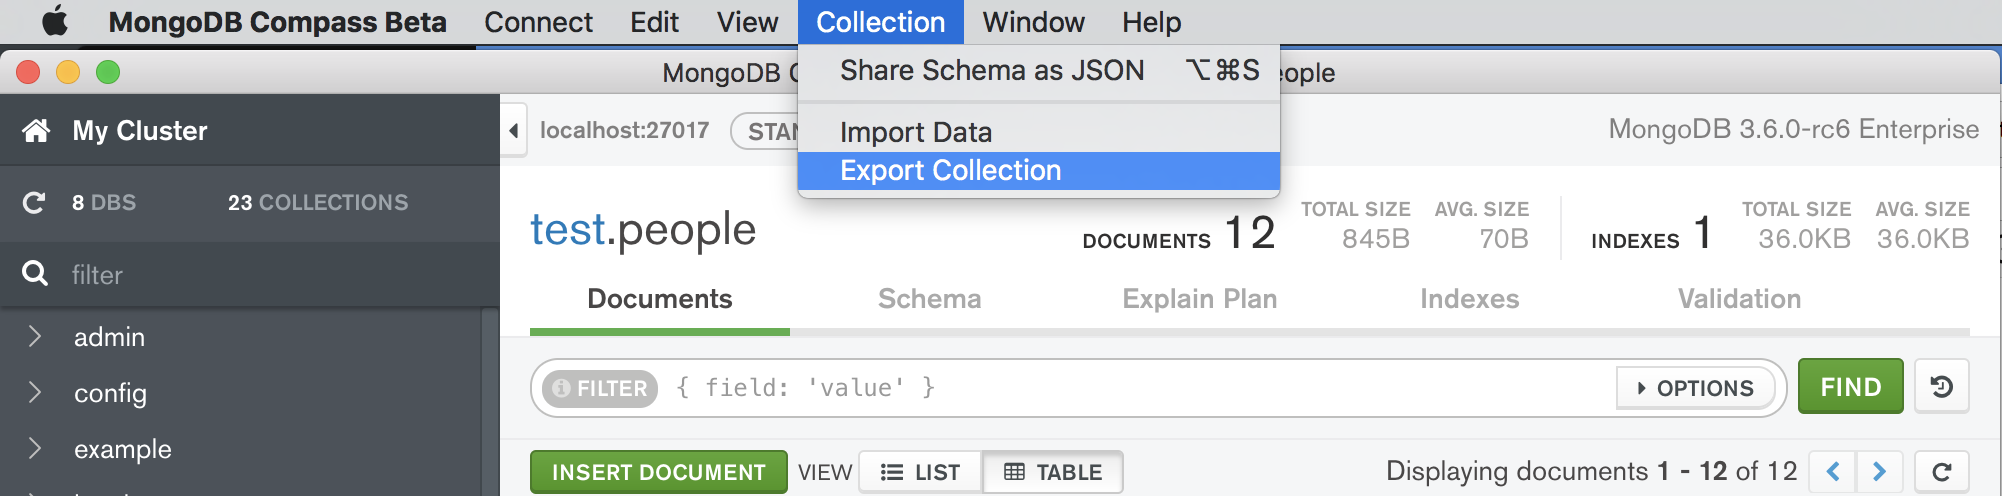 MongoDB Compass Beta Connect Edit View Collection Window Help
MongoDB C ople
Share Schema as JSON ⌥⌘S
Import Data
Export Collection
My Cluster
localhost:27017 STAN
MongoDB 3.6.0-rc6 Enterprise
8 DBS 23 COLLECTIONS
filter
test.people
DOCUMENTS 12 TOTAL SIZE 845B AVG. SIZE 70B
INDEXES 1 TOTAL SIZE 36.0KB AVG. SIZE 36.0KB
Documents Schema Explain Plan Indexes Validation
admin
config
example
FILTER { field: 'value' } OPTIONS FIND
INSERT DOCUMENT VIEW LIST TABLE Displaying documents 1 - 12 of 12